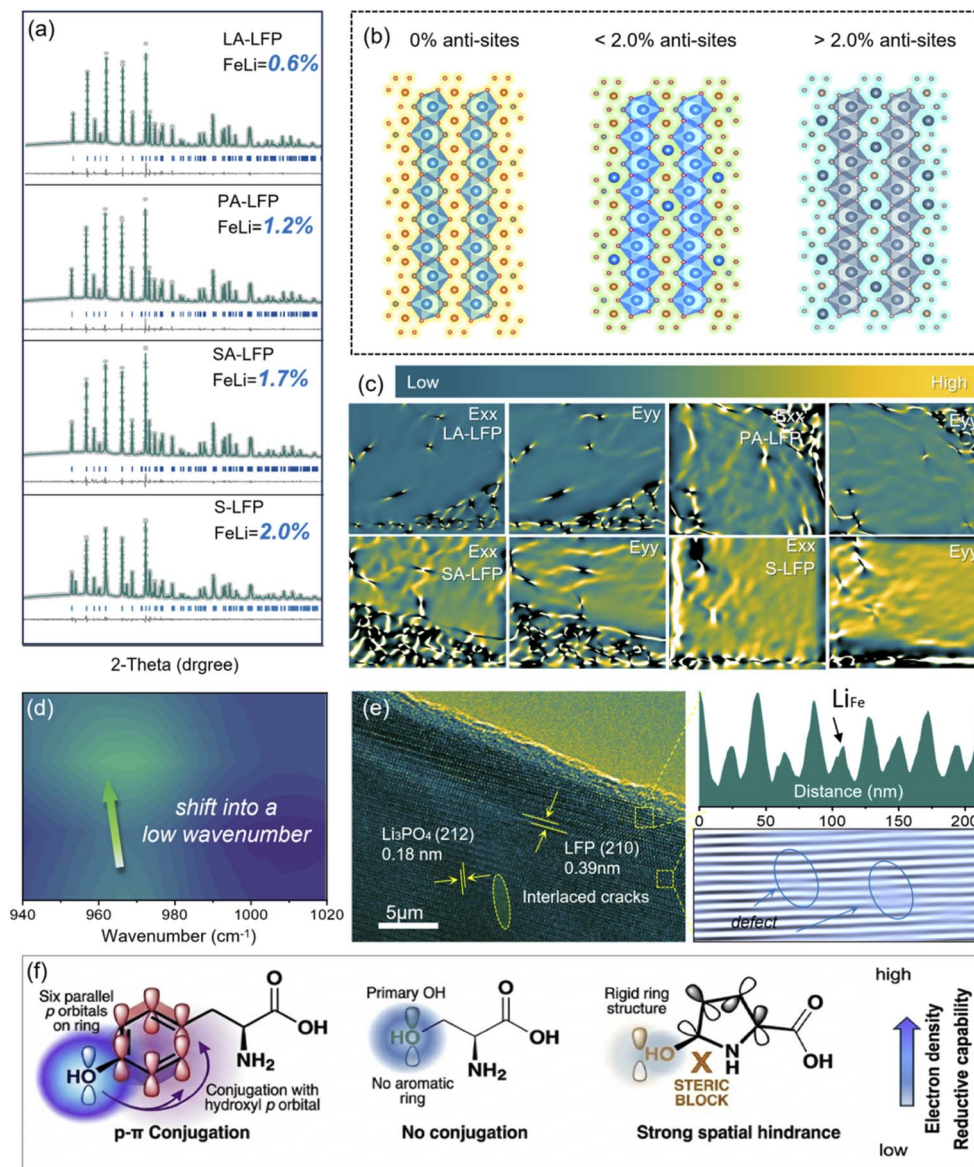 (a)
LA-LFP
FeLi=0.6%
PA-LFP
FeLi=1.2%
SA-LFP
FeLi=1.7%
S-LFP
FeLi=2.0%
2-Theta (drgree)
(b)
0% anti-sites
< 2.0% anti-sites
> 2.0% anti-sites
(c)
Low
High
Exx
LA-LFP
Eyy
Exx
PA-LFP
Eyy
Exx
SA-LFP
Eyy
Exx
S-LFP
Eyy
(d)
shift into a
low wavenumber
940
960
980
1000
1020
Wavenumber (cm⁻¹)
(e)
Li₃PO₄ (212)
0.18 nm
LFP (210)
0.39nm
Interlaced cracks
5μm
LiFe
Distance (nm)
0
50
100
150
200
defect
(f)
Six parallel
p orbitals
on ring
HO
O
OH
NH₂
Conjugation with
hydroxyl p orbital
p-π Conjugation
Primary OH
HO
O
OH
NH₂
No aromatic
ring
No conjugation
Rigid ring
structure
HO
X
N
H
O
OH
STERIC
BLOCK
Strong spatial hindrance
high
Electron density
Reductive capability
low